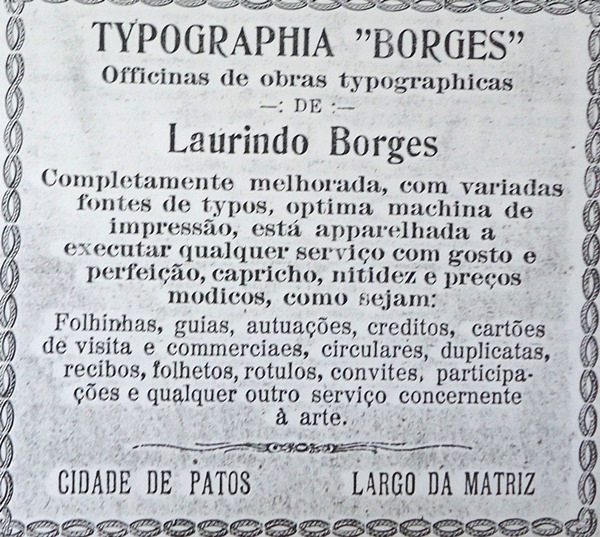 TYPOGRAPHIA "BORGES"
Officinas de obras typographicas
—: DE :—
Laurindo Borges
Completamente melhorada, com variadas
fontes de typos, optima machina de
impressão, está apparelhada a
executar qualquer serviço com gosto e
perfeição, capricho, nitidez e preços
modicos, como sejam:
Folhinhas, guias, autuações, creditos, cartões
de visita e commerciaes, circulares, duplicatas,
recibos, folhetos, rotulos, convites, participa-
ções e qualquer outro serviço concernente
à arte.
CIDADE DE PATOS LARGO DA MATRIZ